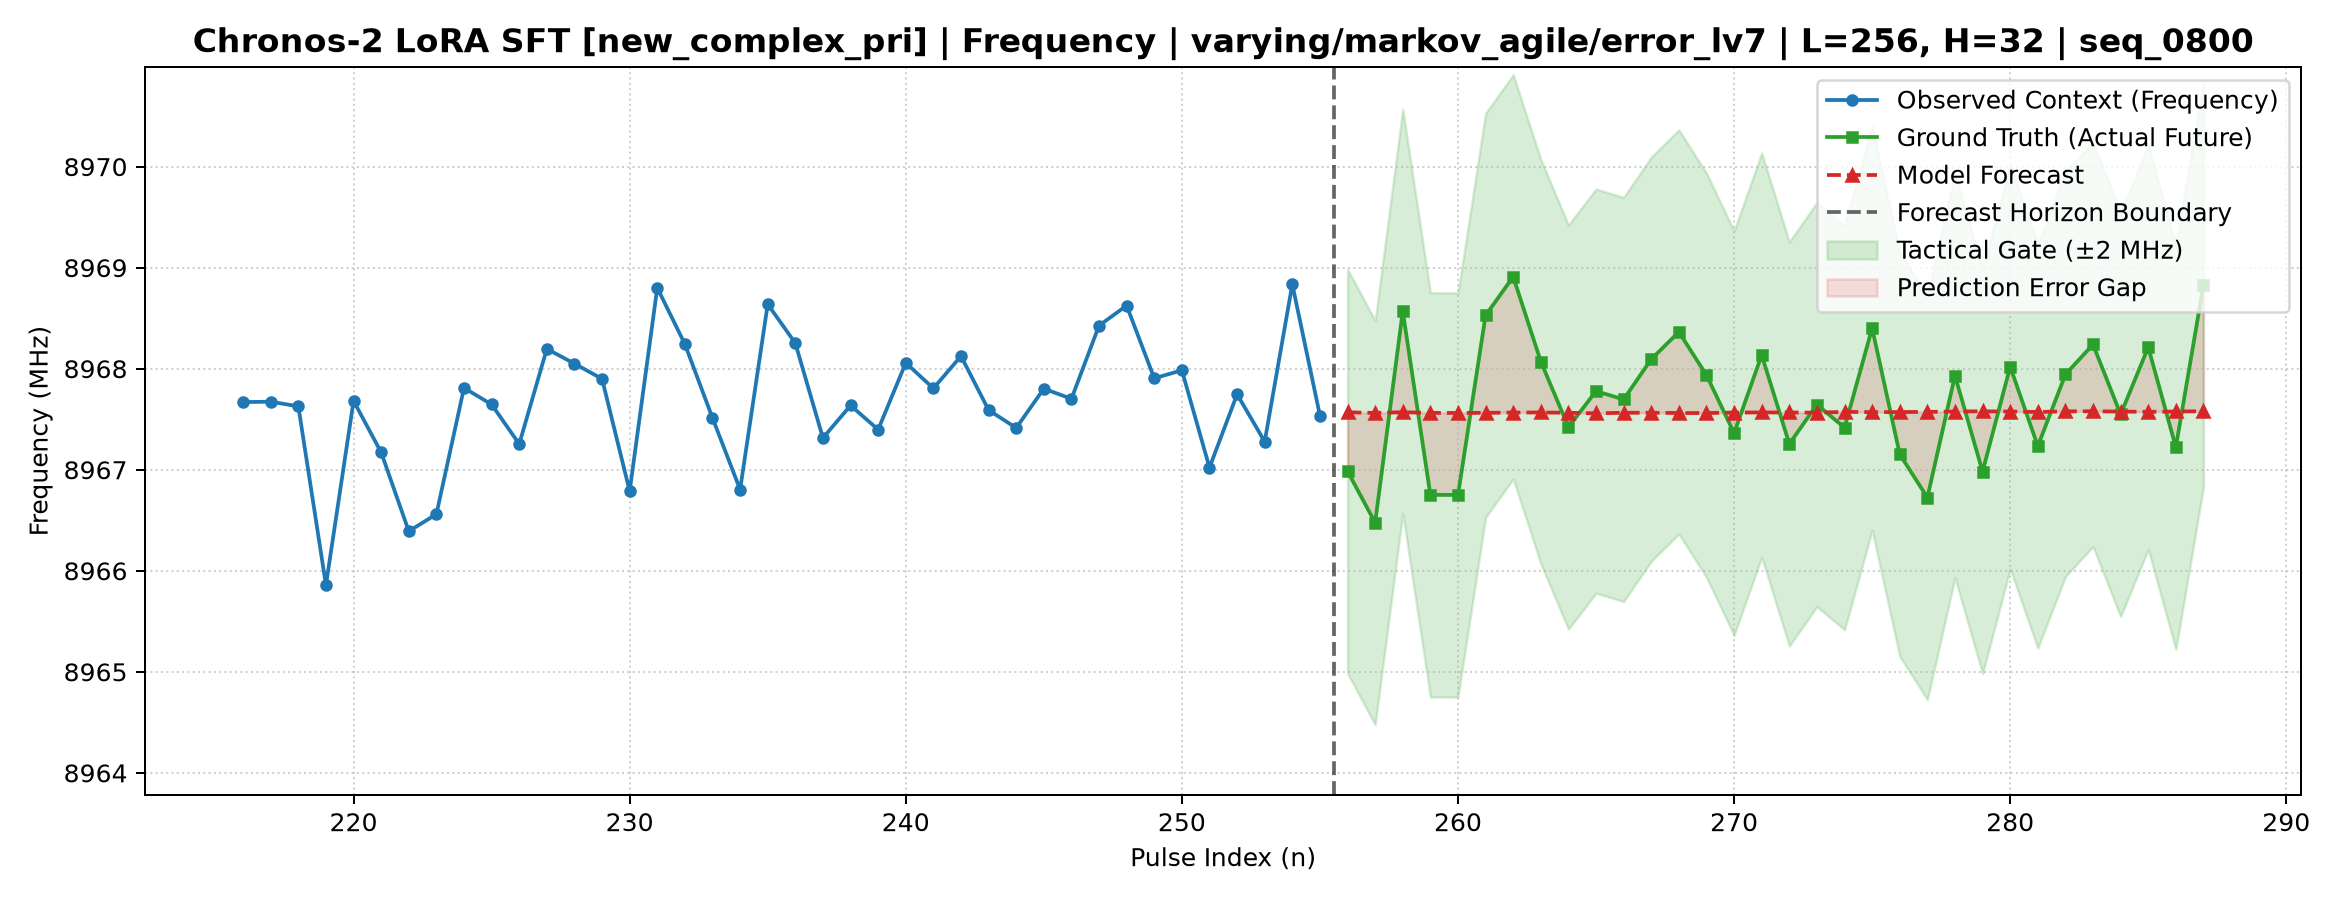 Chronos-2 LoRA SFT [new_complex_pri] | Frequency | varying/markov_agile/error_lv7 | L=256, H=32 | seq_0800
Observed Context (Frequency)
Ground Truth (Actual Future)
Model Forecast
Forecast Horizon Boundary
Tactical Gate (±2 MHz)
Prediction Error Gap
Frequency (MHz)
8970
8969
8968
8967
8966
8965
8964
220
230
240
250
260
270
280
290
Pulse Index (n)